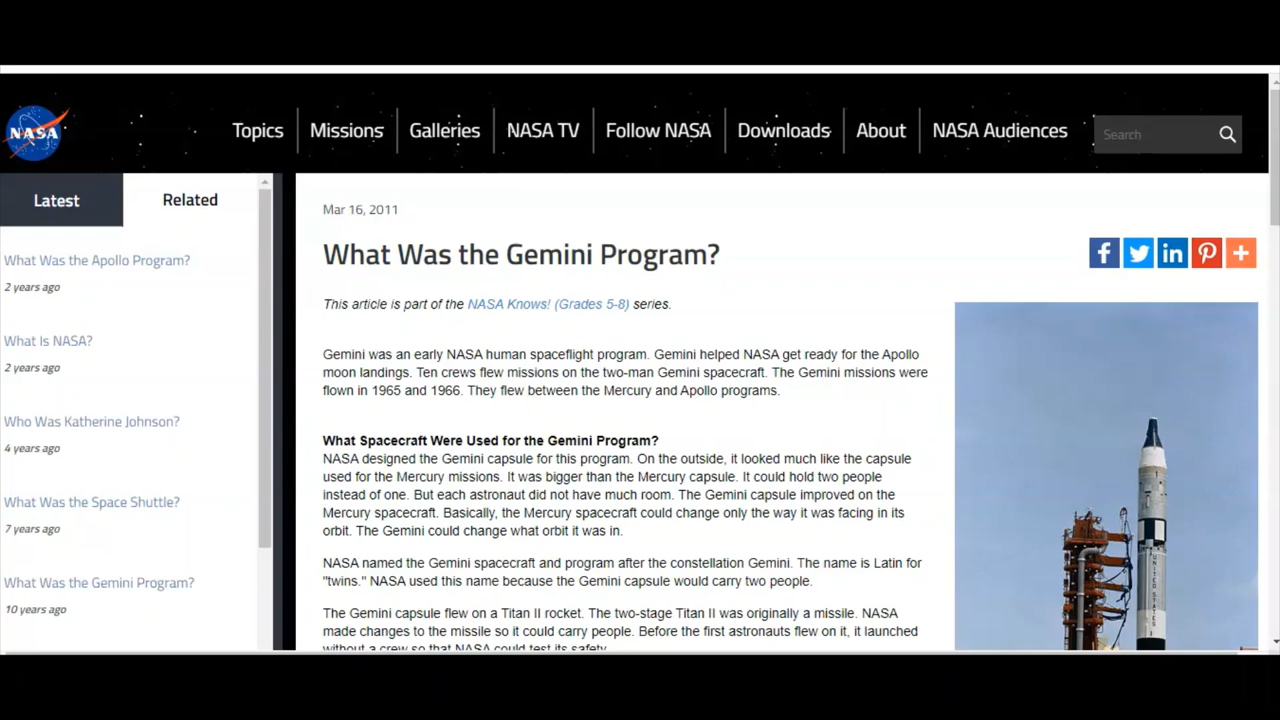 NASA
Topics
Missions
Galleries
NASA TV
Follow NASA
Downloads
About
NASA Audiences
Search
Latest
Related
What Was the Apollo Program?
2 years ago
What Is NASA?
2 years ago
Who Was Katherine Johnson?
4 years ago
What Was the Space Shuttle?
7 years ago
What Was the Gemini Program?
10 years ago
Mar 16, 2011
What Was the Gemini Program?
This article is part of the NASA Knows! (Grades 5-8) series.
Gemini was an early NASA human spaceflight program. Gemini helped NASA get ready for the Apollo
moon landings. Ten crews flew missions on the two-man Gemini spacecraft. The Gemini missions were
flown in 1965 and 1966. They flew between the Mercury and Apollo programs.
What Spacecraft Were Used for the Gemini Program?
NASA designed the Gemini capsule for this program. On the outside, it looked much like the capsule
used for the Mercury missions. It was bigger than the Mercury capsule. It could hold two people
instead of one. But each astronaut did not have much room. The Gemini capsule improved on the
Mercury spacecraft. Basically, the Mercury spacecraft could change only the way it was facing in its
orbit. The Gemini could change what orbit it was in.
NASA named the Gemini spacecraft and program after the constellation Gemini. The name is Latin for
"twins." NASA used this name because the Gemini capsule would carry two people.
The Gemini capsule flew on a Titan II rocket. The two-stage Titan II was originally a missile. NASA
made changes to the missile so it could carry people. Before the first astronauts flew on it, it launched
without a crew so that NASA could test its safety.
UNITED STATES